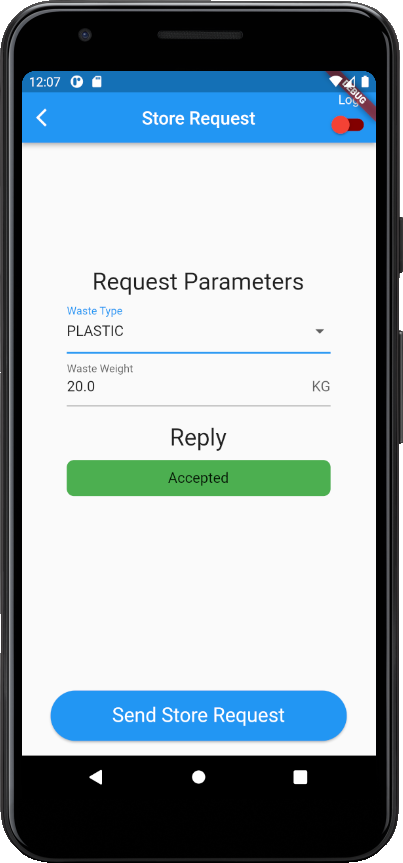 12:07
DEBUG
Log
Store Request
Request Parameters
Waste Type
PLASTIC
Waste Weight
20.0 KG
Reply
Accepted
Send Store Request